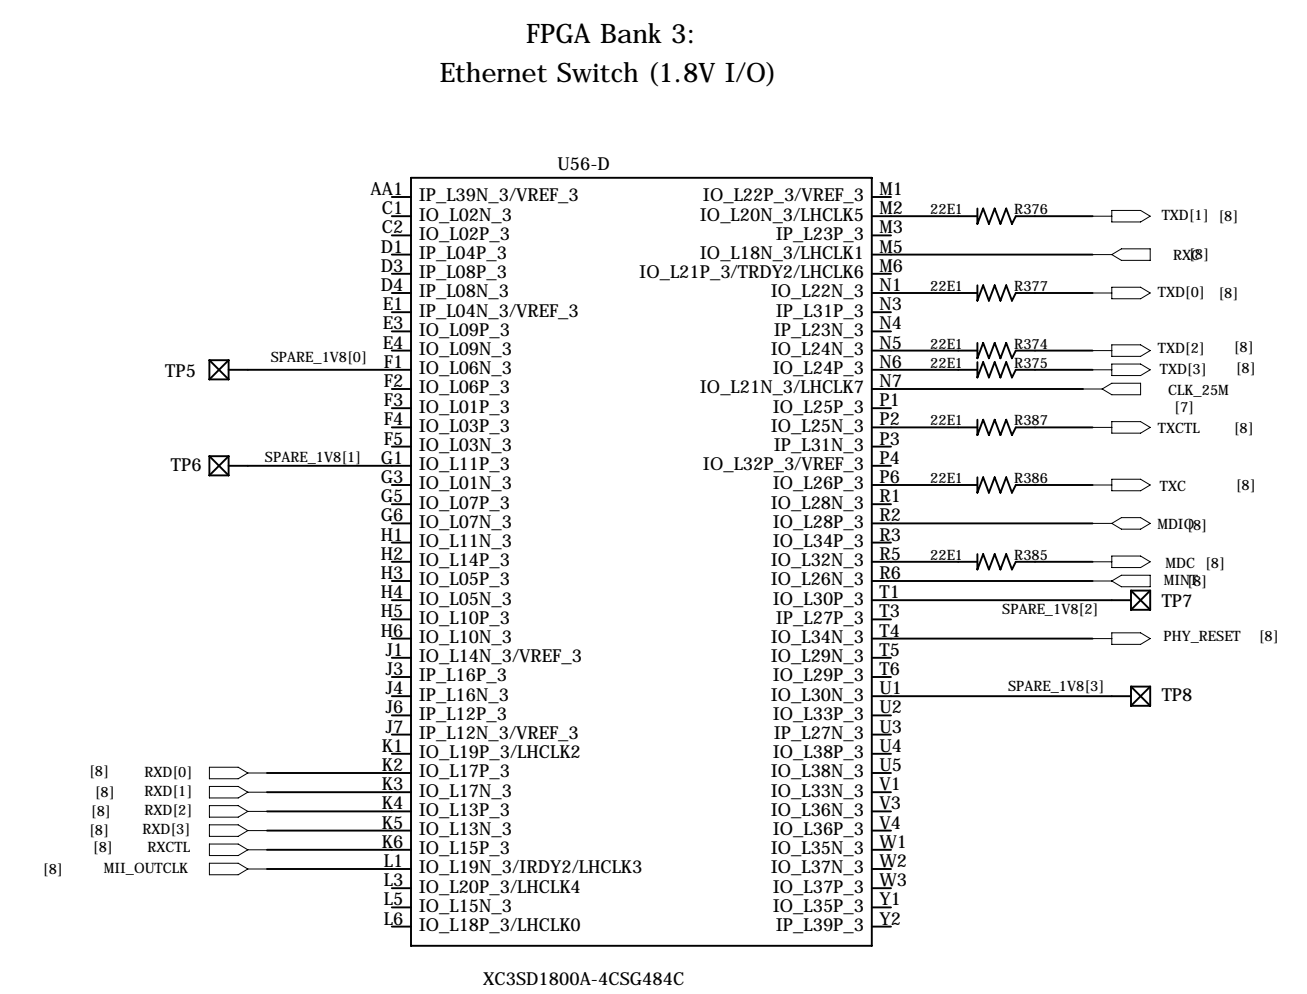 FPGA Bank 3:
Ethernet Switch (1.8V I/O)
U56-D
AA1 IP_L39N_3/VREF_3 IO_L22P_3/VREF_3 M1
C1 IO_L02N_3 IO_L20N_3/LHCLK5 M2 22E1 R376 TXD[1] [8]
C2 IO_L02P_3 IP_L23P_3 M3
D1 IP_L04P_3 IO_L18N_3/LHCLK1 M5 RXC [8]
D3 IP_L08P_3 IO_L21P_3/TRDY2/LHCLK6 M6
D4 IP_L08N_3 IO_L22N_3 N1 22E1 R377 TXD[0] [8]
E1 IP_L04N_3/VREF_3 IP_L31P_3 N3
E3 IO_L09P_3 IP_L23N_3 N4
E4 IO_L09N_3 IO_L24N_3 N5 22E1 R374 TXD[2] [8]
TP5 SPARE_1V8[0] F1 IO_L06N_3 IO_L24P_3 N6 22E1 R375 TXD[3] [8]
F2 IO_L06P_3 IO_L21N_3/LHCLK7 N7 CLK_25M
[7]
F3 IO_L01P_3 IO_L25P_3 P1
F4 IO_L03P_3 IO_L25N_3 P2 22E1 R387 TXCTL [8]
F5 IO_L03N_3 IP_L31N_3 P3
TP6 SPARE_1V8[1] G1 IO_L11P_3 IO_L32P_3/VREF_3 P4
G3 IO_L01N_3 IO_L26P_3 P6 22E1 R386 TXC [8]
G5 IO_L07P_3 IO_L28N_3 R1
G6 IO_L07N_3 IO_L28P_3 R2 MDIO [8]
H1 IO_L11N_3 IO_L34P_3 R3
H2 IO_L14P_3 IO_L32N_3 R5 22E1 R385 MDC [8]
H3 IO_L05P_3 IO_L26N_3 R6 MINT [8]
H4 IO_L05N_3 IO_L30P_3 T1 SPARE_1V8[2] TP7
H5 IO_L10P_3 IP_L27P_3 T3
H6 IO_L10N_3 IO_L34N_3 T4 PHY_RESET [8]
J1 IO_L14N_3/VREF_3 IO_L29N_3 T5
J3 IP_L16P_3 IO_L29P_3 T6
J4 IP_L16N_3 IO_L30N_3 U1 SPARE_1V8[3] TP8
J6 IP_L12P_3 IO_L33P_3 U2
J7 IP_L12N_3/VREF_3 IP_L27N_3 U3
K1 IO_L19P_3/LHCLK2 IO_L38P_3 U4
[8] RXD[0] K2 IO_L17P_3 IO_L38N_3 U5
[8] RXD[1] K3 IO_L17N_3 IO_L33N_3 V1
[8] RXD[2] K4 IO_L13P_3 IO_L36N_3 V3
[8] RXD[3] K5 IO_L13N_3 IO_L36P_3 V4
[8] RXCTL K6 IO_L15P_3 IO_L35N_3 W1
[8] MII_OUTCLK L1 IO_L19N_3/IRDY2/LHCLK3 IO_L37N_3 W2
L3 IO_L20P_3/LHCLK4 IO_L37P_3 W3
L5 IO_L15N_3 IO_L35P_3 Y1
L6 IO_L18P_3/LHCLK0 IP_L39P_3 Y2
XC3SD1800A-4CSG484C